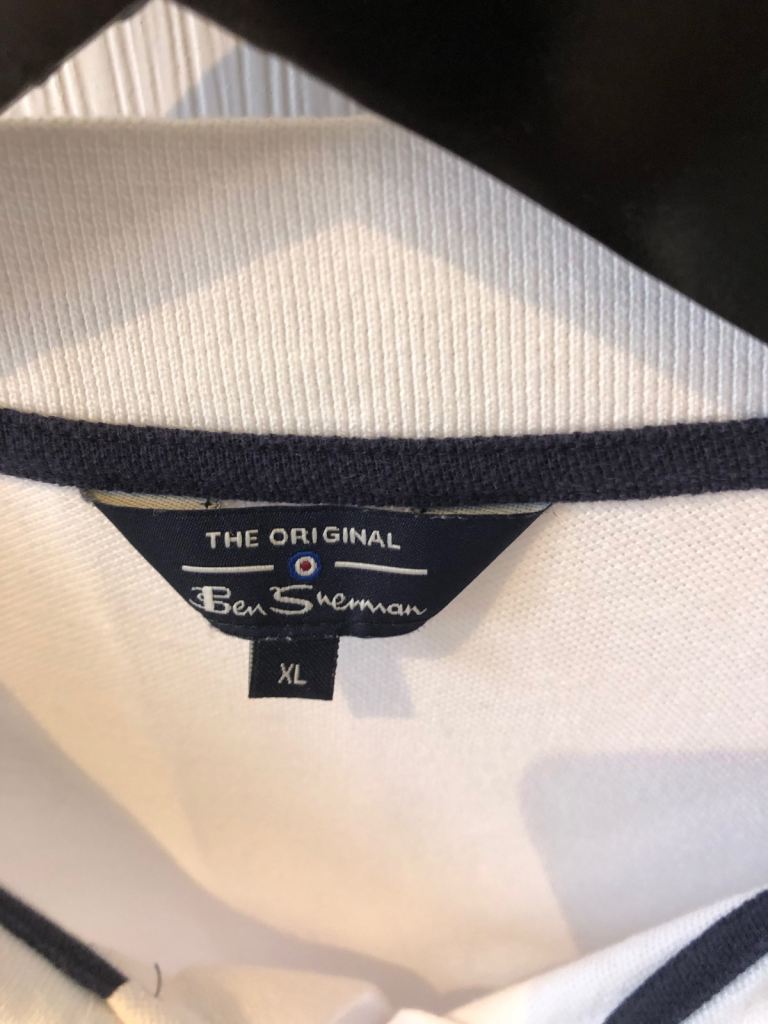 THE ORIGINAL
Ben Sherman
XL